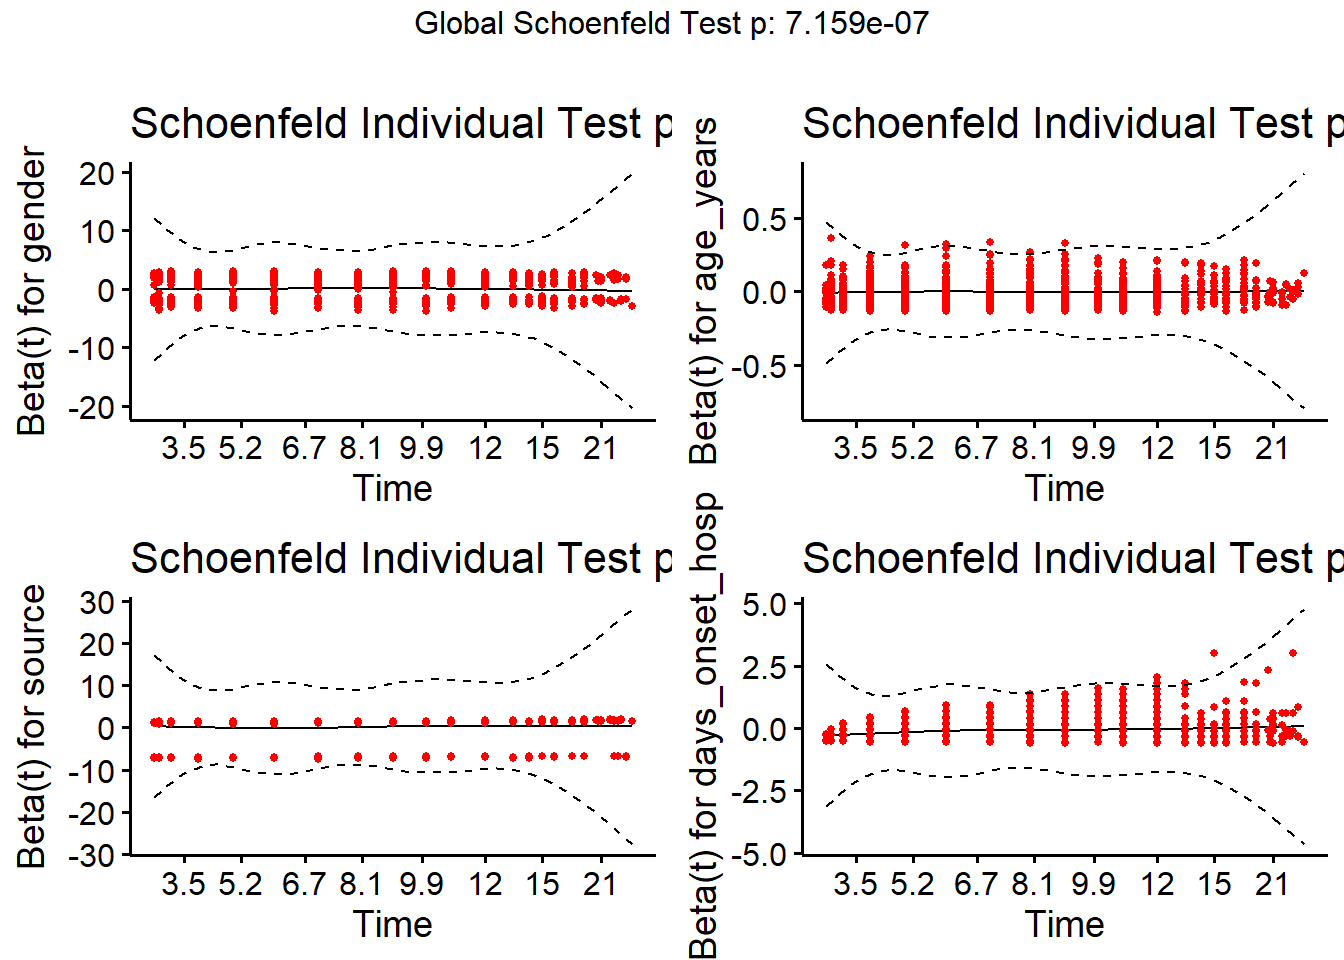 Global Schoenfeld Test p: 7.159e-07
Schoenfeld Individual Test p
Beta(t) for gender
20
10
0
-10
-20
3.5 5.2 6.7 8.1 9.9 12 15 21
Time
Schoenfeld Individual Test p
Beta(t) for age_years
0.5
0.0
-0.5
3.5 5.2 6.7 8.1 9.9 12 15 21
Time
Schoenfeld Individual Test p
Beta(t) for source
30
20
10
0
-10
-20
-30
3.5 5.2 6.7 8.1 9.9 12 15 21
Time
Schoenfeld Individual Test p
Beta(t) for days_onset_hosp
5.0
2.5
0.0
-2.5
-5.0
3.5 5.2 6.7 8.1 9.9 12 15 21
Time